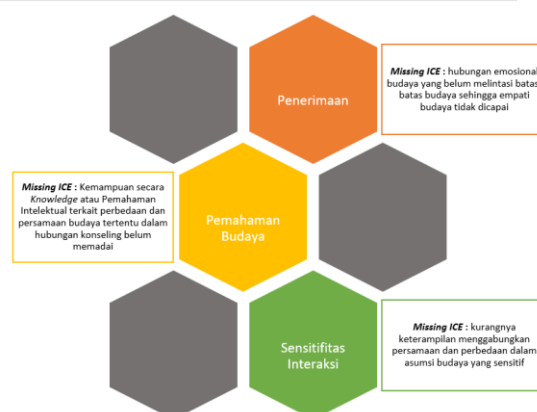 Penerimaan
Missing ICE : hubungan emosional
budaya yang belum melintasi batas-
batas budaya sehingga empati
budaya tidak dicapai
Missing ICE : Kemampuan secara
Knowledge atau Pemahaman
Intelektual terkait perbedaan dan
persamaan budaya tertentu dalam
hubungan konseling belum
memadai
Pemahaman
Budaya
Sensitifitas
Interaksi
Missing ICE : kurangnya
keterampilan menggabungkan
persamaan dan perbedaan dalam
asumsi budaya yang sensitif